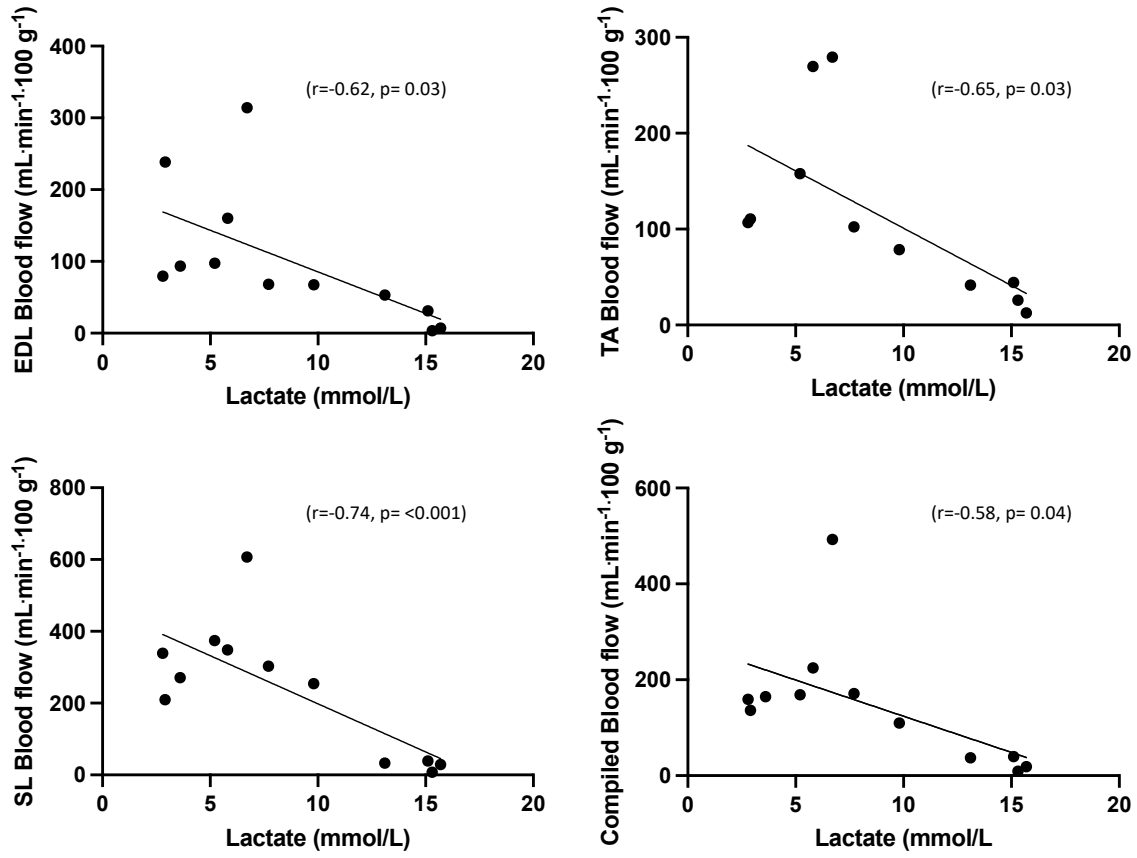 EDL Blood flow (mL·min⁻¹·100 g⁻¹)
400
300
200
100
0
(r=-0.62, p= 0.03)
0 5 10 15 20
Lactate (mmol/L)
TA Blood flow (mL·min⁻¹·100 g⁻¹)
300
200
100
0
(r=-0.65, p= 0.03)
0 5 10 15 20
Lactate (mmol/L)
SL Blood flow (mL·min⁻¹·100 g⁻¹)
800
600
400
200
0
(r=-0.74, p= <0.001)
0 5 10 15 20
Lactate (mmol/L)
Compiled Blood flow (mL·min⁻¹·100 g⁻¹)
600
400
200
0
(r=-0.58, p= 0.04)
0 5 10 15 20
Lactate (mmol/L